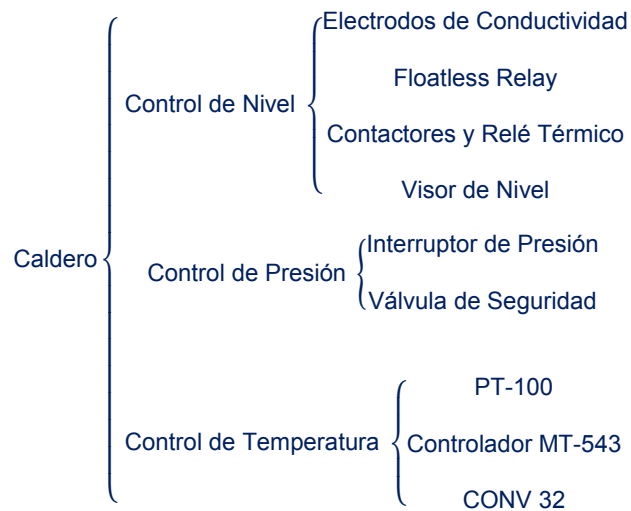 Caldero
Control de Nivel
Electrodos de Conductividad
Floatless Relay
Contactores y Relé Térmico
Visor de Nivel
Control de Presión
Interruptor de Presión
Válvula de Seguridad
Control de Temperatura
PT-100
Controlador MT-543
CONV 32